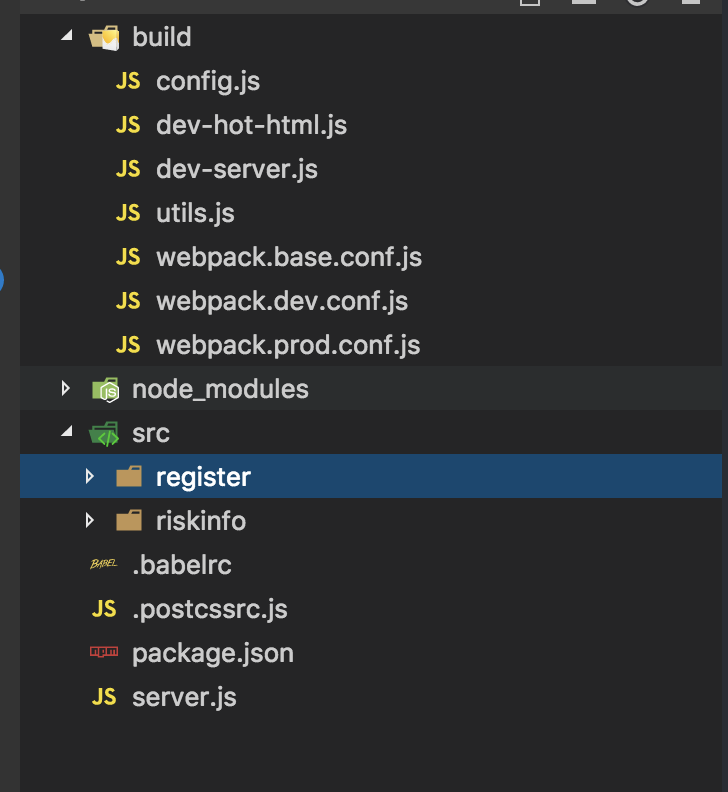 build
JS config.js
JS dev-hot-html.js
JS dev-server.js
JS utils.js
JS webpack.base.conf.js
JS webpack.dev.conf.js
JS webpack.prod.conf.js
JS node_modules
</> src
register
riskinfo
BABEL .babelrc
JS .postcssrc.js
npm package.json
JS server.js